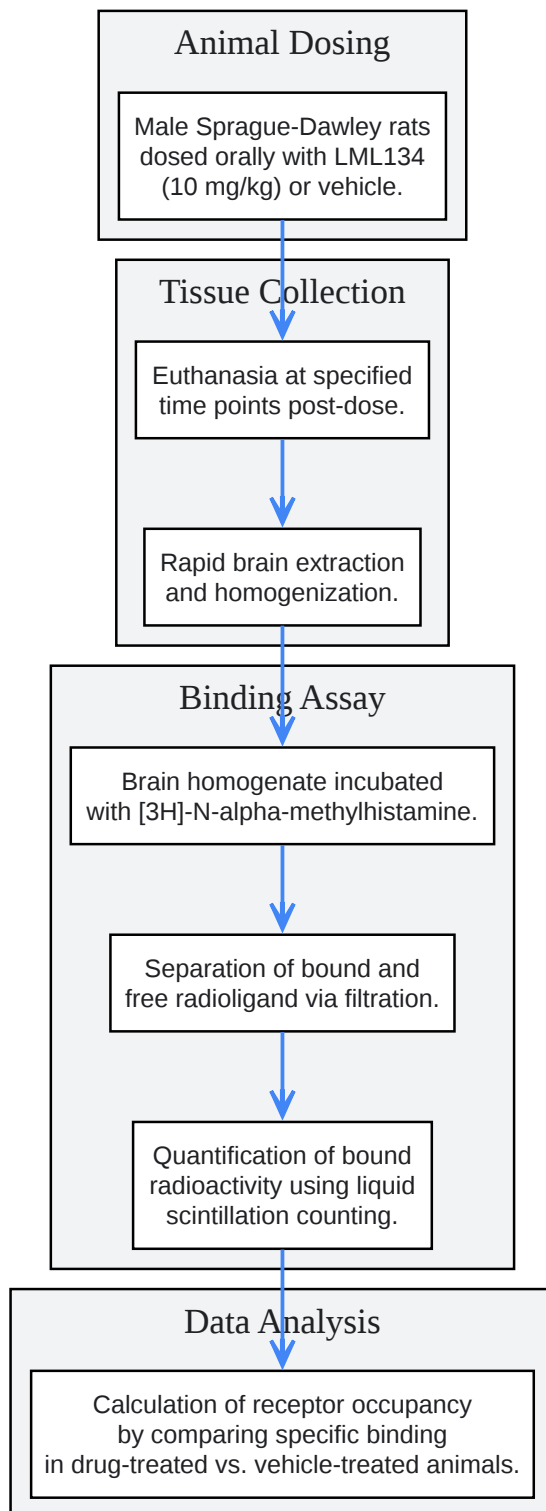 Animal Dosing
Male Sprague-Dawley rats
dosed orally with LML134
(10 mg/kg) or vehicle.
Tissue Collection
Euthanasia at specified
time points post-dose.
Rapid brain extraction
and homogenization.
Binding Assay
Brain homogenate incubated
with [3H]-N-alpha-methylhistamine.
Separation of bound and
free radioligand via filtration.
Quantification of bound
radioactivity using liquid
scintillation counting.
Data Analysis
Calculation of receptor occupancy
by comparing specific binding
in drug-treated vs. vehicle-treated animals.